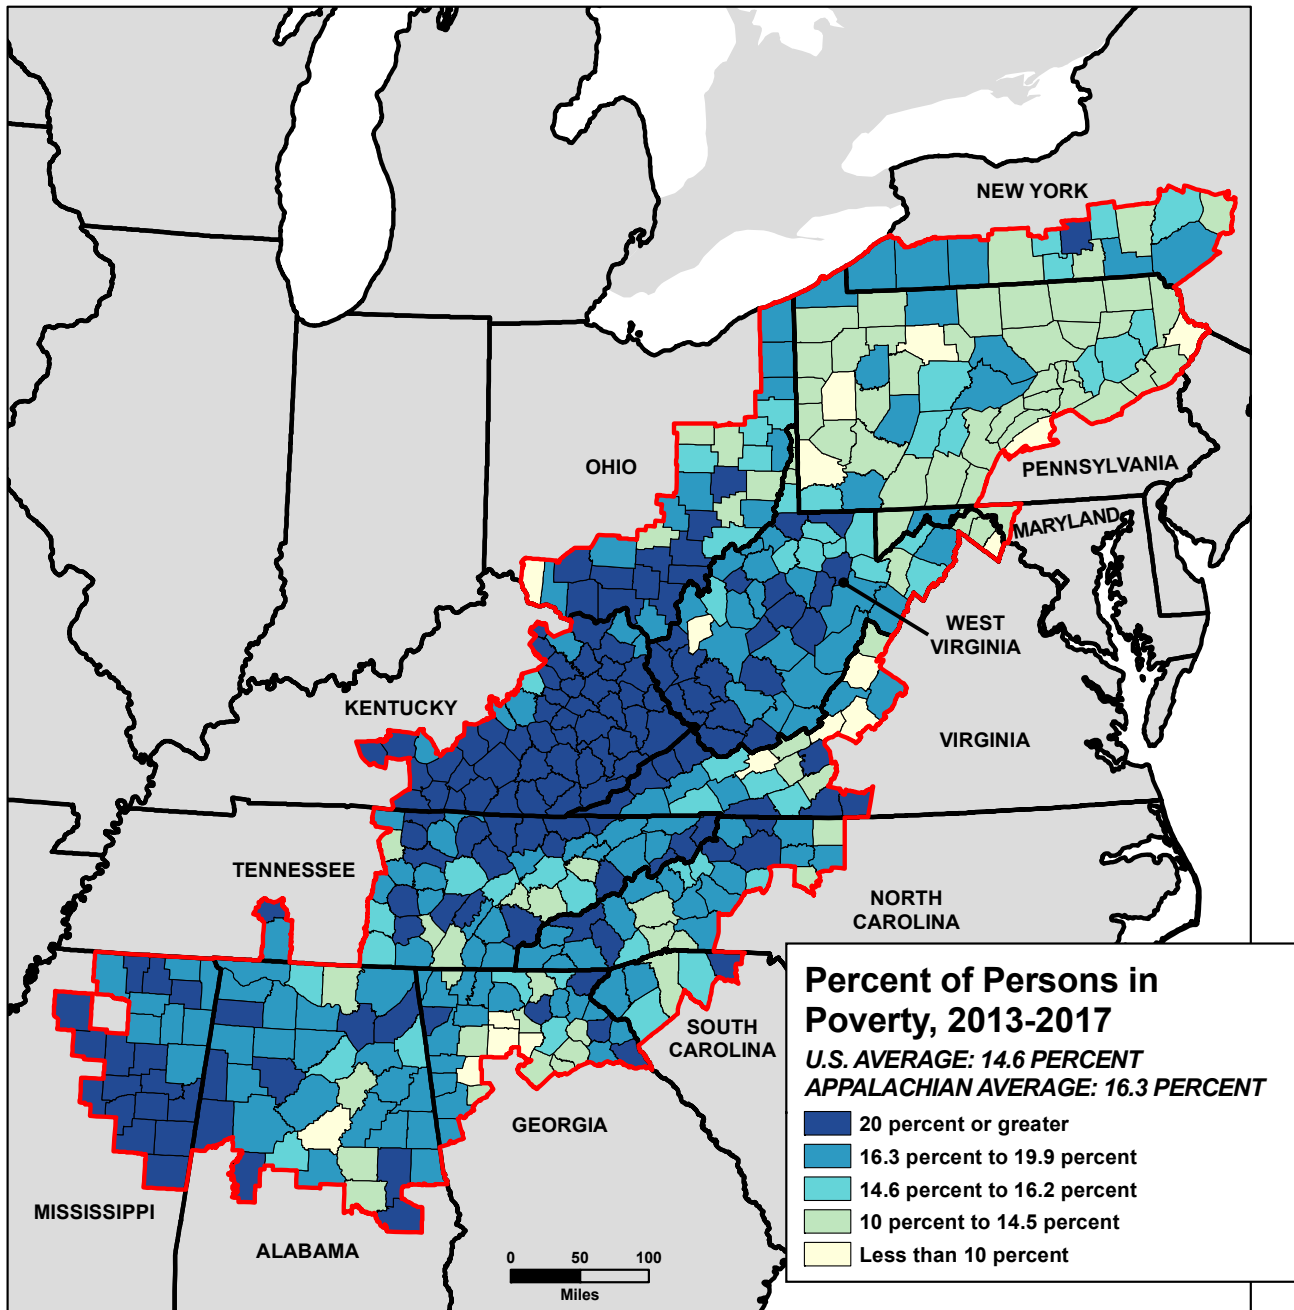 NEW YORK
OHIO
PENNSYLVANIA
MARYLAND
WEST
VIRGINIA
KENTUCKY
VIRGINIA
TENNESSEE
NORTH
CAROLINA
SOUTH
CAROLINA
GEORGIA
MISSISSIPPI
ALABAMA
0 50 100
Miles
Percent of Persons in
Poverty, 2013-2017
U.S. AVERAGE: 14.6 PERCENT
APPALACHIAN AVERAGE: 16.3 PERCENT
20 percent or greater
16.3 percent to 19.9 percent
14.6 percent to 16.2 percent
10 percent to 14.5 percent
Less than 10 percent